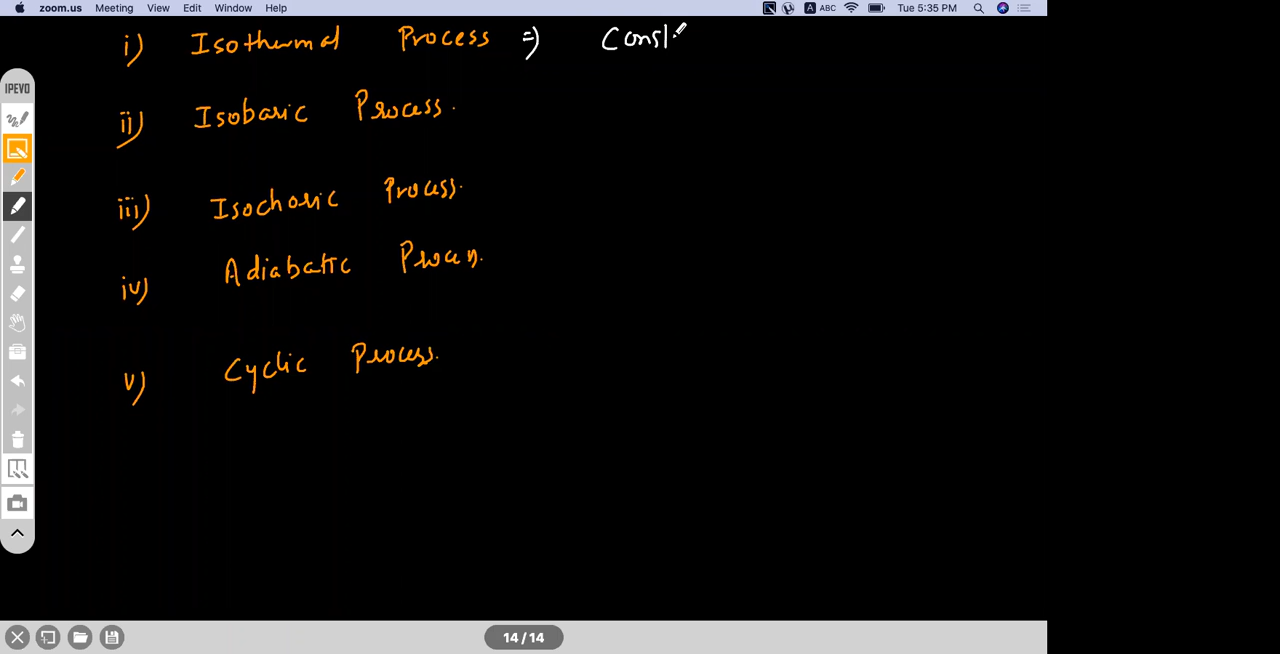 zoom.us Meeting View Edit Window Help ABC Tue 5:35 PM
i) Isothermal Process => Const
IPEVO
ii) Isobaric Process.
iii) Isochoric Process.
iv) Adiabatic Process.
v) Cyclic Process.
14 / 14